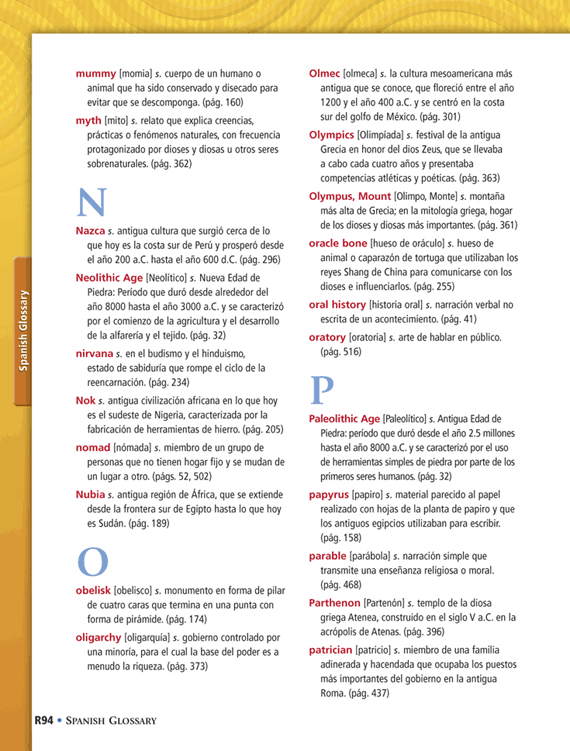 mummy [momia] s. cuerpo de un humano o
animal que ha sido conservado y disecado para
evitar que se descomponga. (pág. 160)
myth [mito] s. relato que explica creencias,
prácticas o fenómenos naturales, con frecuencia
protagonizado por dioses y diosas u otros seres
sobrenaturales. (pág. 362)
N
Nazca s. antigua cultura que surgió cerca de lo
que hoy es la costa sur de Perú y prosperó desde
el año 200 a.C. hasta el año 600 d.C. (pág. 296)
Neolithic Age [Neolítico] s. Nueva Edad de
Piedra: Período que duró desde alrededor del
año 8000 hasta el año 3000 a.C. y se caracterizó
por el comienzo de la agricultura y el desarrollo
de la alfarería y el tejido. (pág. 32)
nirvana s. en el budismo y el hinduismo,
estado de sabiduría que rompe el ciclo de la
reencarnación. (pág. 234)
Nok s. antigua civilización africana en lo que hoy
es el sudeste de Nigeria, caracterizada por la
fabricación de herramientas de hierro. (pág. 205)
nomad [nómada] s. miembro de un grupo de
personas que no tienen hogar fijo y se mudan de
un lugar a otro. (págs. 52, 502)
Nubia s. antigua región de África, que se extiende
desde la frontera sur de Egipto hasta lo que hoy
es Sudán. (pág. 189)
O
obelisk [obelisco] s. monumento en forma de pilar
de cuatro caras que termina en una punta con
forma de pirámide. (pág. 174)
oligarchy [oligarquía] s. gobierno controlado por
una minoría, para el cual la base del poder es a
menudo la riqueza. (pág. 373)
Olmec [olmeca] s. la cultura mesoamericana más
antigua que se conoce, que floreció entre el año
1200 y el año 400 a.C. y se centró en la costa
sur del golfo de México. (pág. 301)
Olympics [Olimpíada] s. festival de la antigua
Grecia en honor del dios Zeus, que se llevaba
a cabo cada cuatro años y presentaba
competencias atléticas y poéticas. (pág. 363)
Olympus, Mount [Olimpo, Monte] s. montaña
más alta de Grecia; en la mitología griega, hogar
de los dioses y diosas más importantes. (pág. 361)
oracle bone [hueso de oráculo] s. hueso de
animal o caparazón de tortuga que utilizaban los
reyes Shang de China para comunicarse con los
dioses e influenciarlos. (pág. 255)
oral history [historia oral] s. narración verbal no
escrita de un acontecimiento. (pág. 41)
oratory [oratoria] s. arte de hablar en público.
(pág. 516)
P
Paleolithic Age [Paleolítico] s. Antigua Edad de
Piedra: período que duró desde el año 2.5 millones
hasta el año 8000 a.C. y se caracterizó por el uso
de herramientas simples de piedra por parte de los
primeros seres humanos. (pág. 32)
papyrus [papiro] s. material parecido al papel
realizado con hojas de la planta de papiro y que
los antiguos egipcios utilizaban para escribir.
(pág. 158)
parable [parábola] s. narración simple que
transmite una enseñanza religiosa o moral.
(pág. 468)
Parthenon [Partenón] s. templo de la diosa
griega Atenea, construido en el siglo V a.C. en la
acrópolis de Atenas. (pág. 396)
patrician [patricio] s. miembro de una familia
adinerada y hacendada que ocupaba los puestos
más importantes del gobierno en la antigua
Roma. (pág. 437)
Spanish Glossary
R94 • SPANISH GLOSSARY